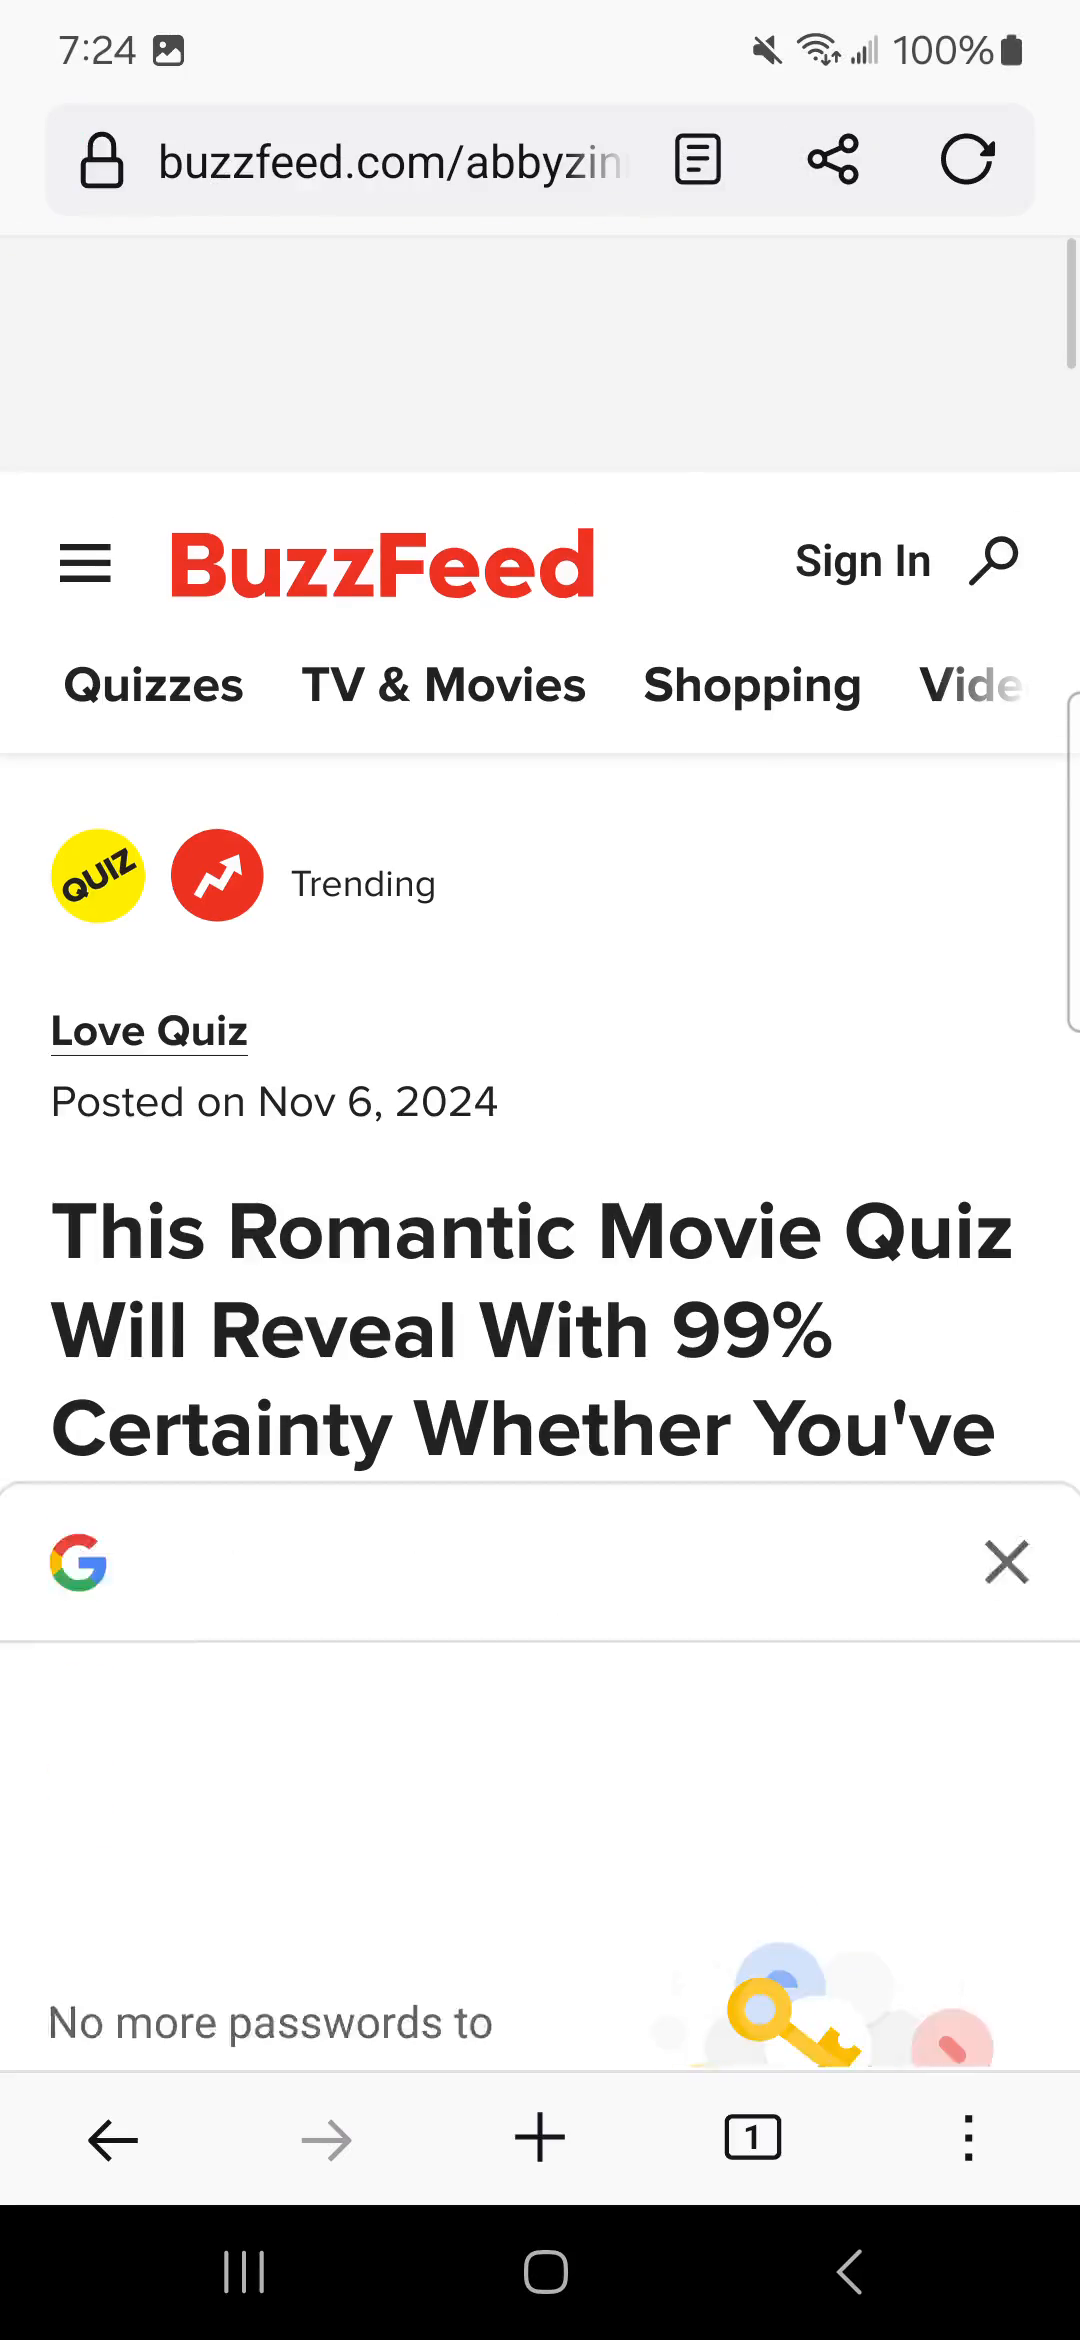 7:24
100%
buzzfeed.com/abbyzin
BuzzFeed
Sign In
Quizzes TV & Movies Shopping Vide
QUIZ
Trending
Love Quiz
Posted on Nov 6, 2024
This Romantic Movie Quiz
Will Reveal With 99%
Certainty Whether You've
G
No more passwords to
1